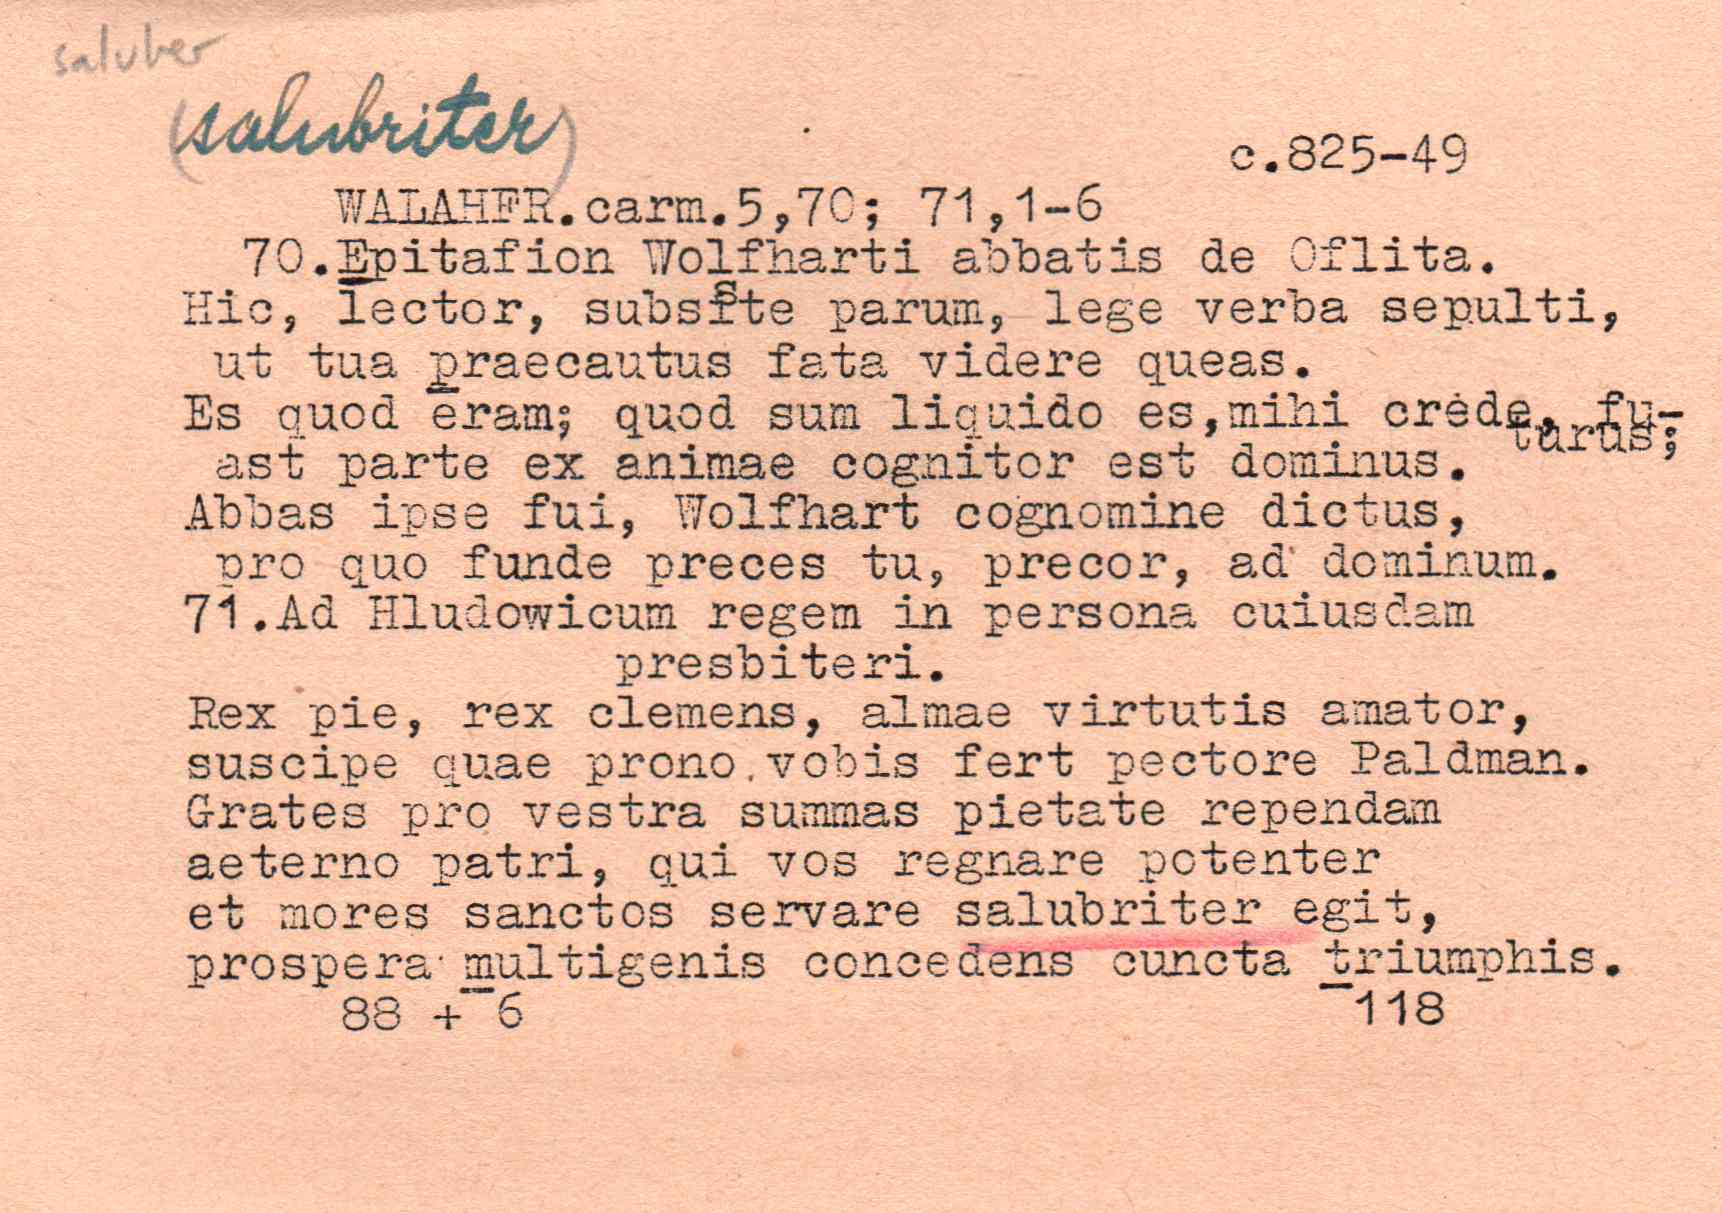 saluber
(salubriter)
c.825-49
WALAHFR.carm.5,70; 71,1-6
70.Epitafion Wolfharti abbatis de Oflita.
Hic, lector, subsiste parum, lege verba sepulti,
ut tua praecautus fata videre queas.
Es quod eram; quod sum liquido es,mihi crede, fu-
turus;
ast parte ex animae cognitor est dominus.
Abbas ipse fui, Wolfhart cognomine dictus,
pro quo funde preces tu, precor, ad dominum.
71.Ad Hludowicum regem in persona cuiusdam
presbiteri.
Rex pie, rex clemens, almae virtutis amator,
suscipe quae prono vobis fert pectore Paldman.
Grates pro vestra summas pietate rependam
aeterno patri, qui vos regnare potenter
et mores sanctos servare salubriter egit,
prospera multigenis concedens cuncta triumphis.
88 + 6 118